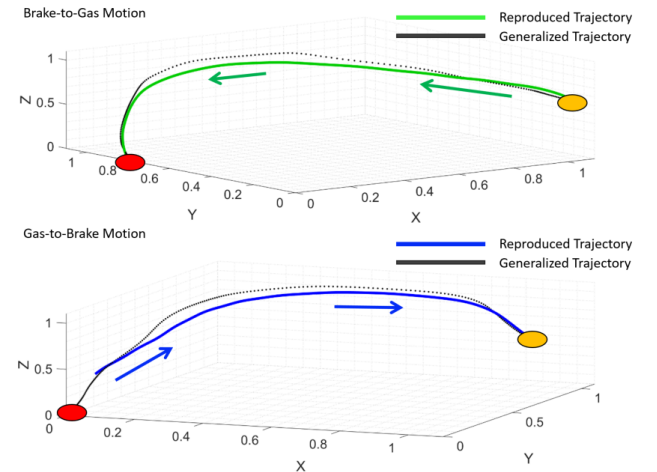 Brake-to-Gas Motion
Reproduced Trajectory
Generalized Trajectory
1
0.5
0
Z
1
0.8
0.6
0.4
0.2
0
Y
0
0.2
0.4
0.6
0.8
1
X
Gas-to-Brake Motion
Reproduced Trajectory
Generalized Trajectory
1
0.5
0
Z
0
0.2
0.4
0.6
0.8
1
X
0
0.5
1
Y